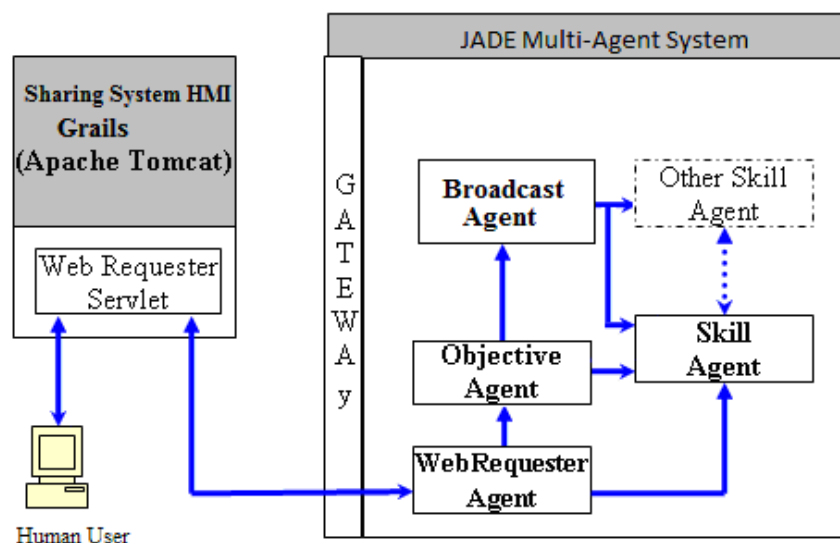 JADE Multi-Agent System
Sharing System HMI
Grails
(Apache Tomcat)
Web Requester
Servlet
GATEWAy
Broadcast
Agent
Other Skill
Agent
Objective
Agent
Skill
Agent
WebRequester
Agent
Human User